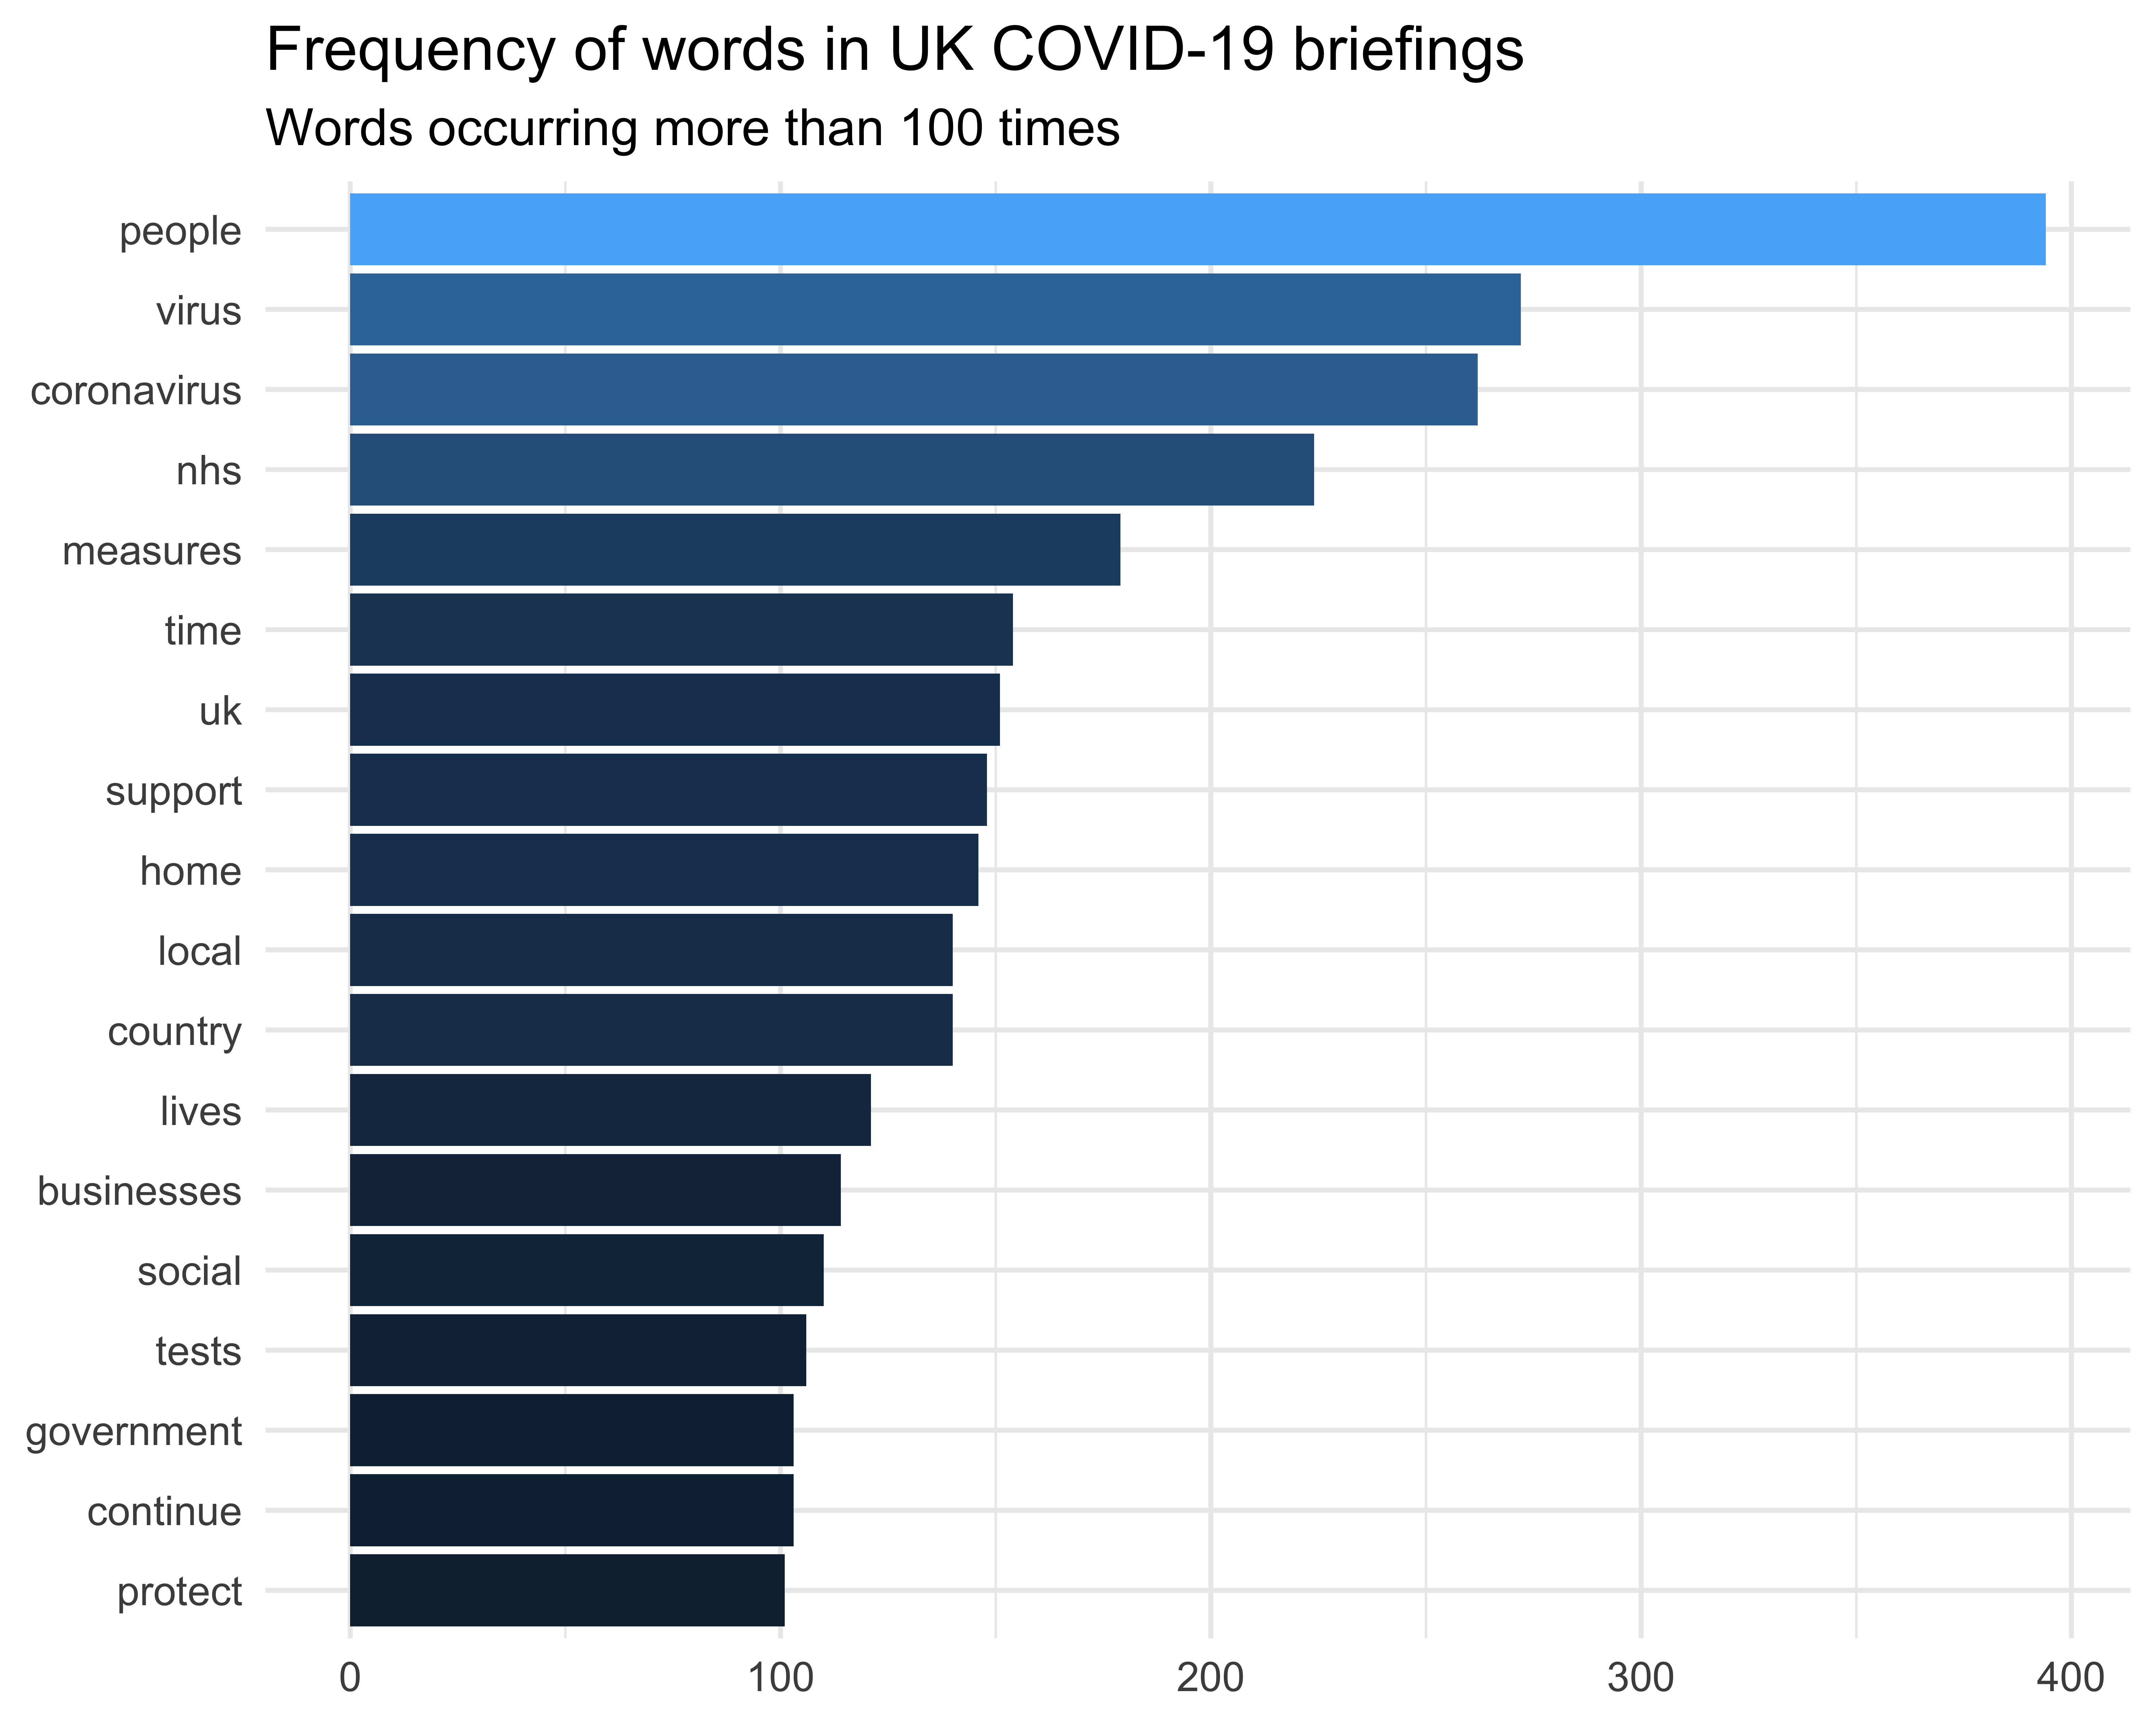 Frequency of words in UK COVID-19 briefings
Words occurring more than 100 times
people
virus
coronavirus
nhs
measures
time
uk
support
home
local
country
lives
businesses
social
tests
government
continue
protect
0 100 200 300 400